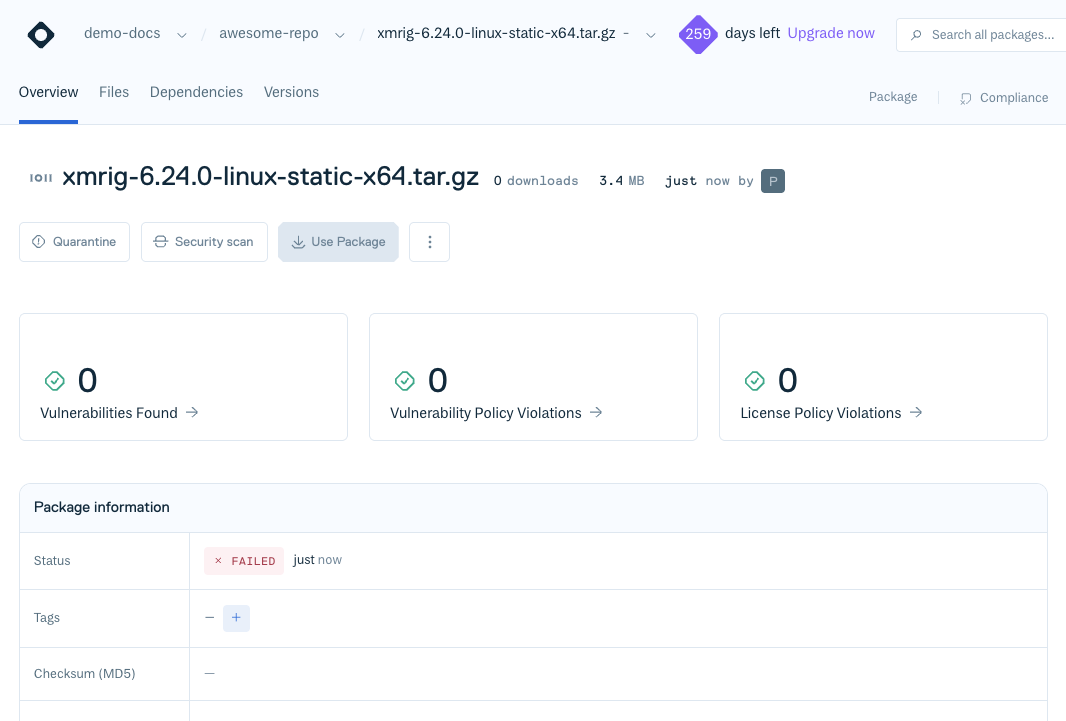 demo-docs / awesome-repo / xmrig-6.24.0-linux-static-x64.tar.gz - 259 days left Upgrade now Search all packages...
Overview Files Dependencies Versions Package Compliance
xmrig-6.24.0-linux-static-x64.tar.gz 0 downloads 3.4 MB just now by P
Quarantine Security scan Use Package
0 0 0
Vulnerabilities Found → Vulnerability Policy Violations → License Policy Violations →
Package information
Status × FAILED just now
Tags — +
Checksum (MD5) —